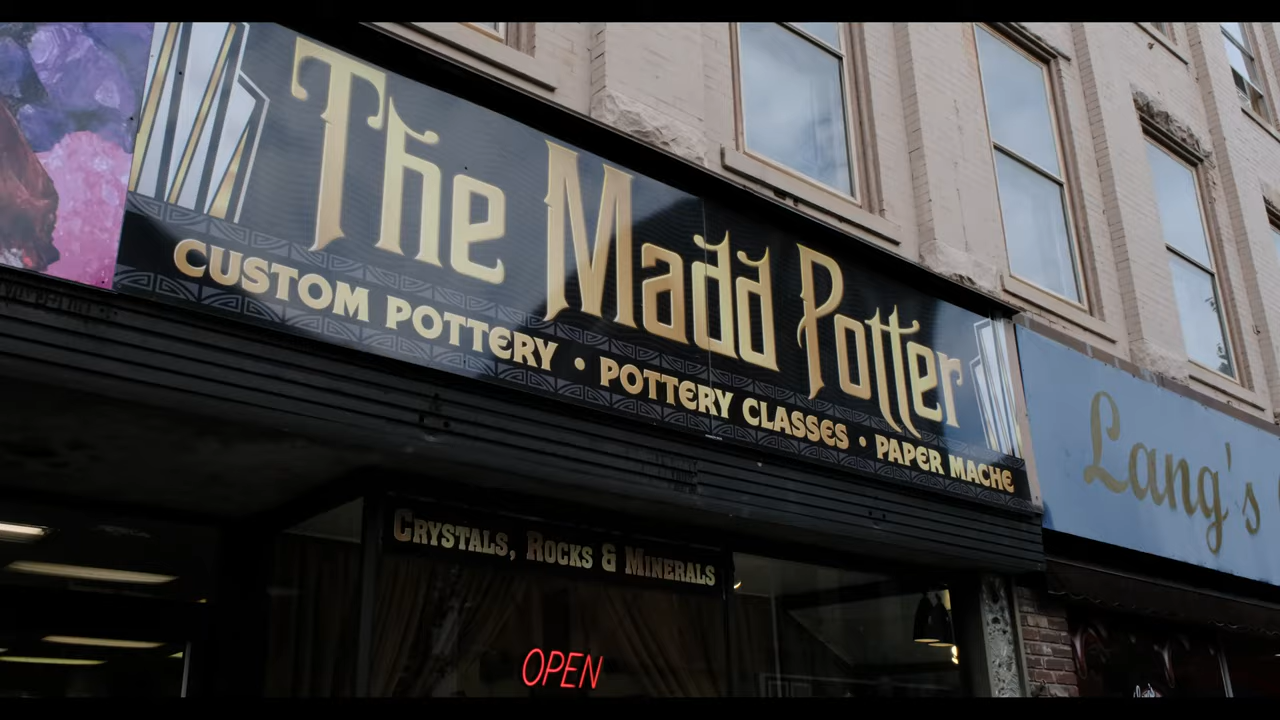 The Madd Potter
CUSTOM POTTERY • POTTERY CLASSES • PAPER MACHE
CRYSTALS, ROCKS & MINERALS
OPEN
Lang's